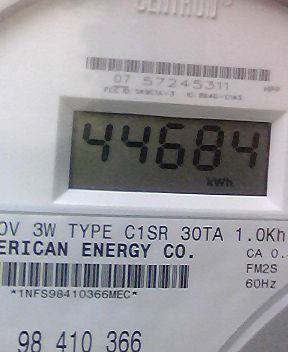 CENTRON
07 57245311
44684
kWh
0V 3W TYPE C1SR 30TA 1.0Kh
ERICAN ENERGY CO.
CA 0.
FM2S
*1NFS98410366MEC*
60Hz
98 410 366